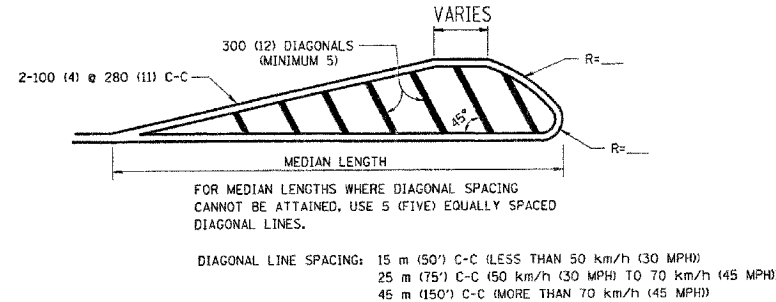 VARIES
300 (12) DIAGONALS
(MINIMUM 5)
2-100 (4) @ 280 (11) C-C
R=___
45°
R=___
MEDIAN LENGTH
FOR MEDIAN LENGTHS WHERE DIAGONAL SPACING
CANNOT BE ATTAINED, USE 5 (FIVE) EQUALLY SPACED
DIAGONAL LINES.
DIAGONAL LINE SPACING: 15 m (50') C-C (LESS THAN 50 km/h (30 MPH))
25 m (75') C-C (50 km/h (30 MPH) TO 70 km/h (45 MPH)
45 m (150') C-C (MORE THAN 70 km/h (45 MPH))